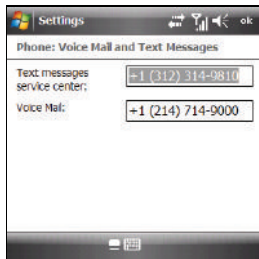 Settings
ok
Phone: Voice Mail and Text Messages
Text messages
service center:
+1 (312) 314-9810
Voice Mail:
+1 (214) 714-9000